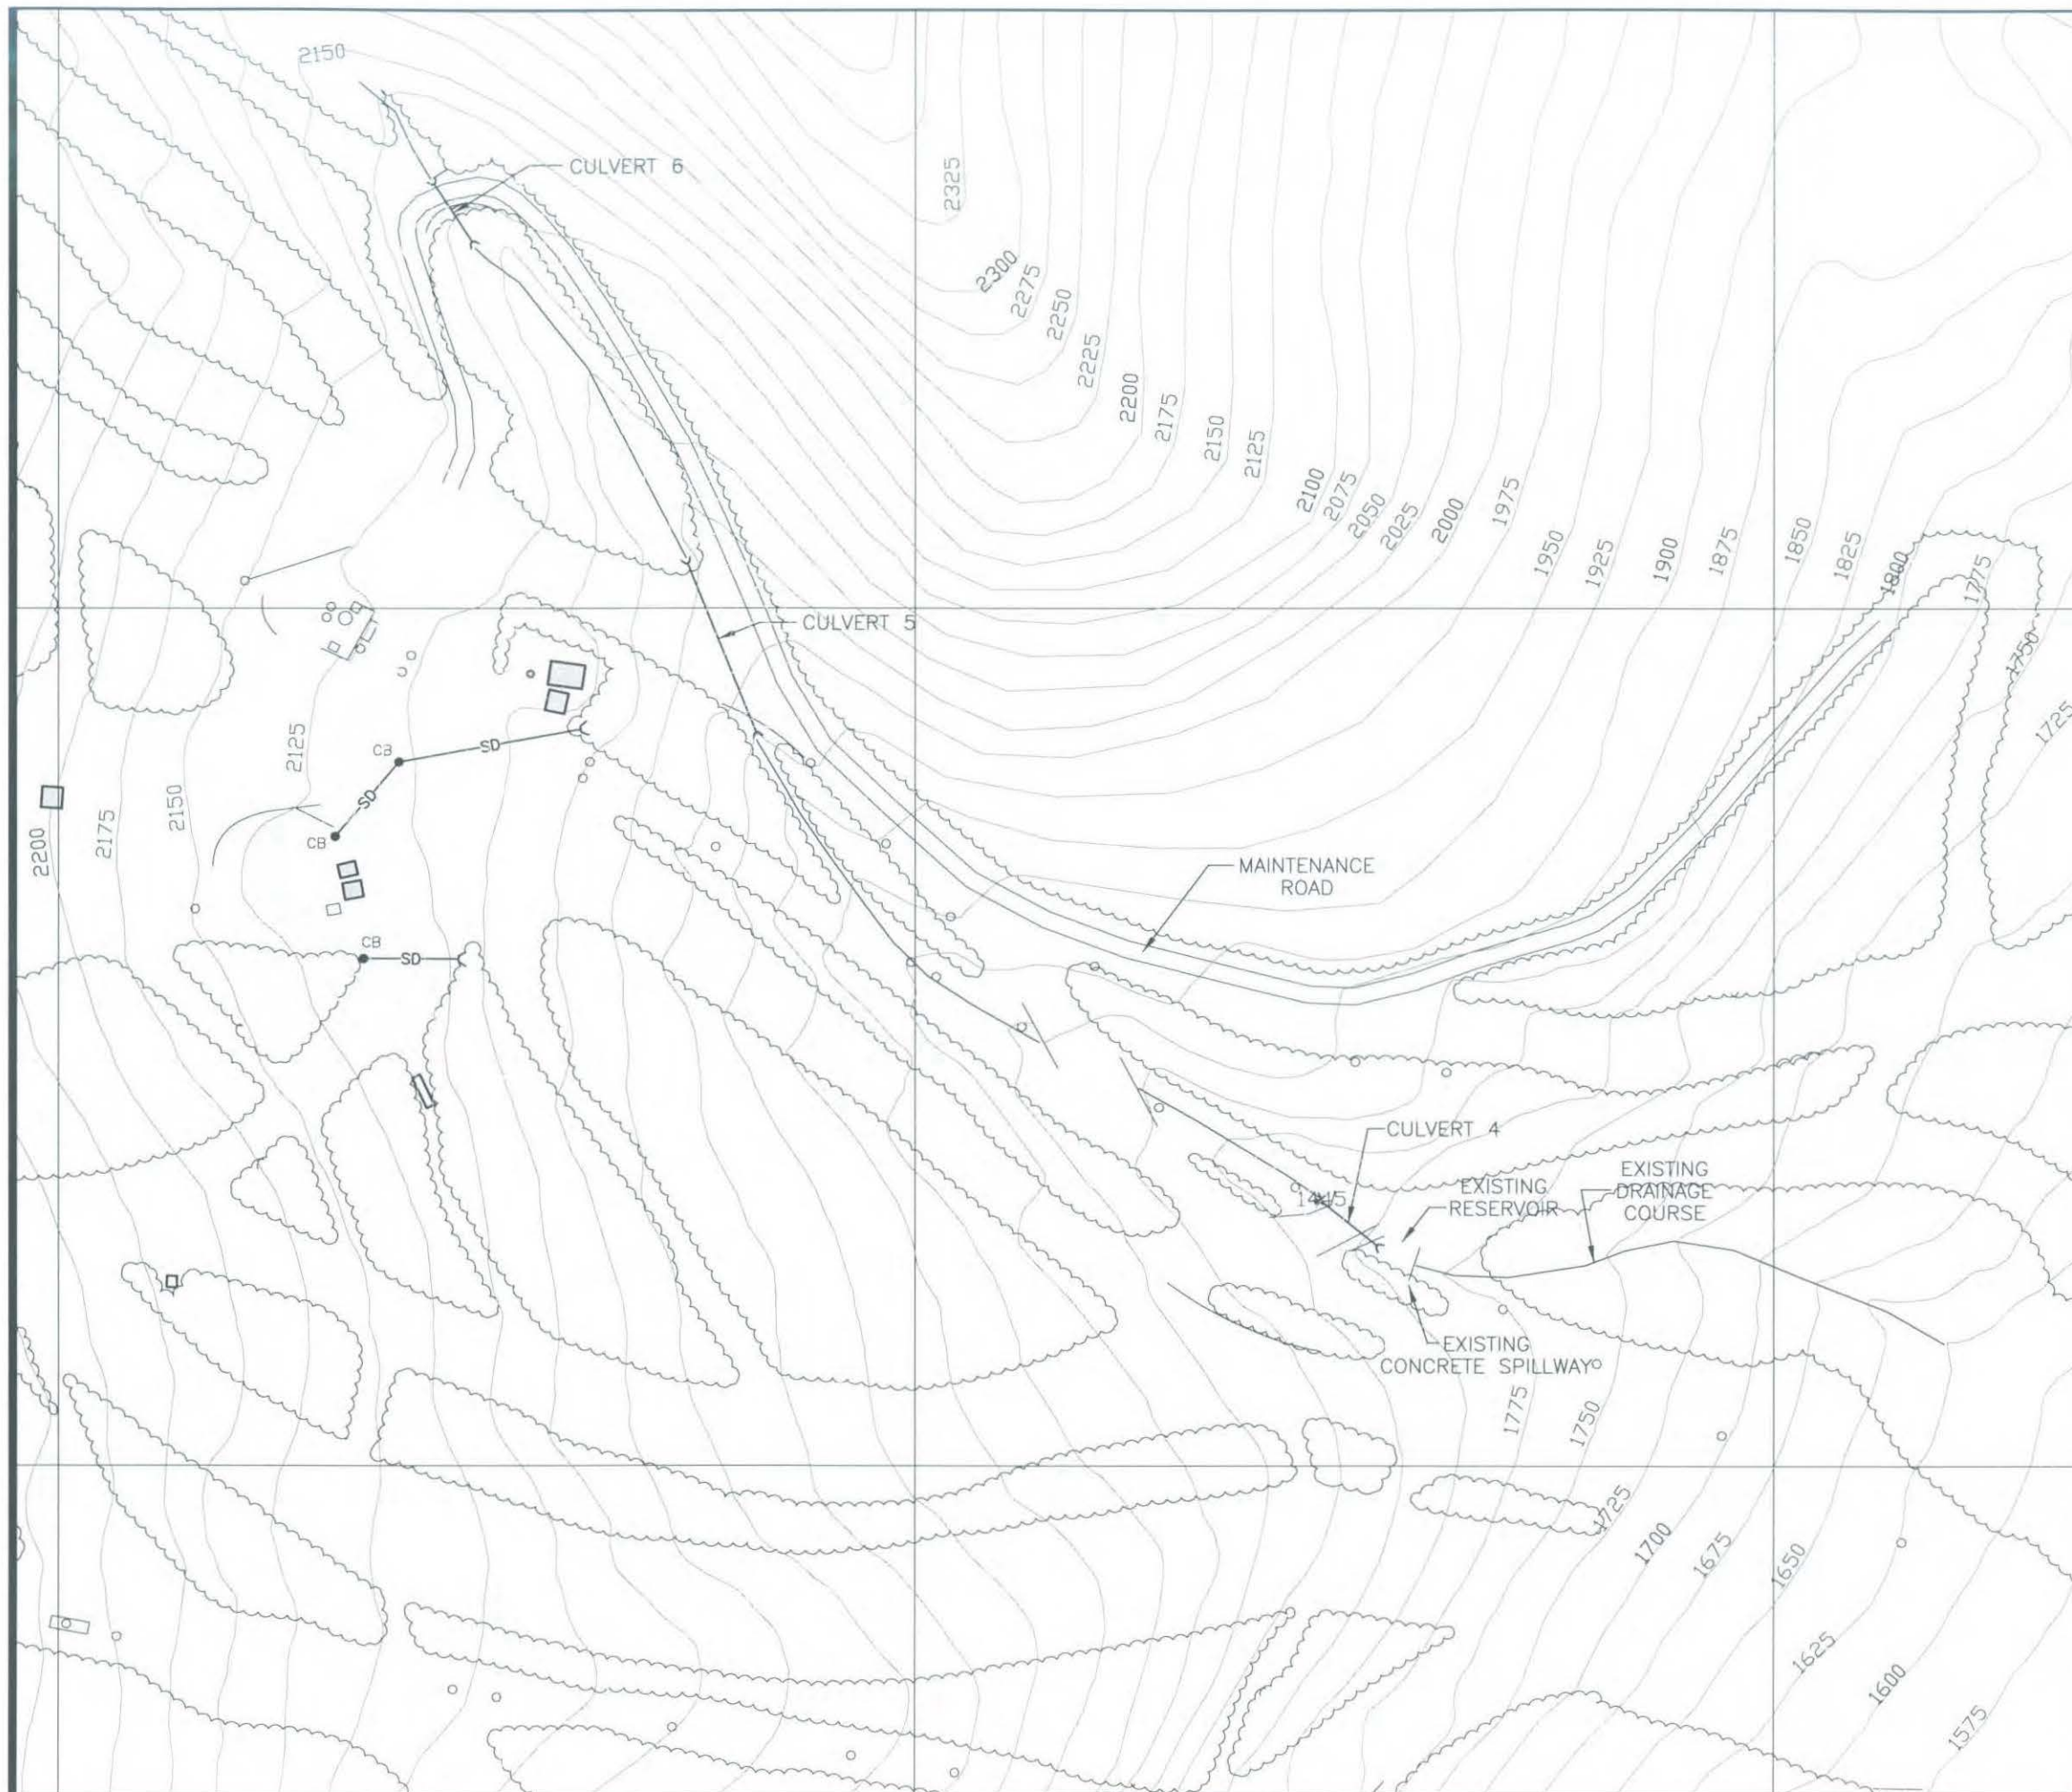 2150
CULVERT 6
2325
2300
2275
2250
2225
2200
2175
2150
2125
2100
2075
2050
2025
2000
1975
1950
1925
1900
1875
1850
1825
1800
1775
1750
1725
CULVERT 5
2125
CB
SD
SD
CB
2150
2175
2200
MAINTENANCE
ROAD
CB
SD
CULVERT 4
EXISTING
DRAINAGE
COURSE
EXISTING
RESERVOIR
EXISTING
CONCRETE SPILLWAY
1775
1750
1725
1700
1675
1650
1625
1600
1575